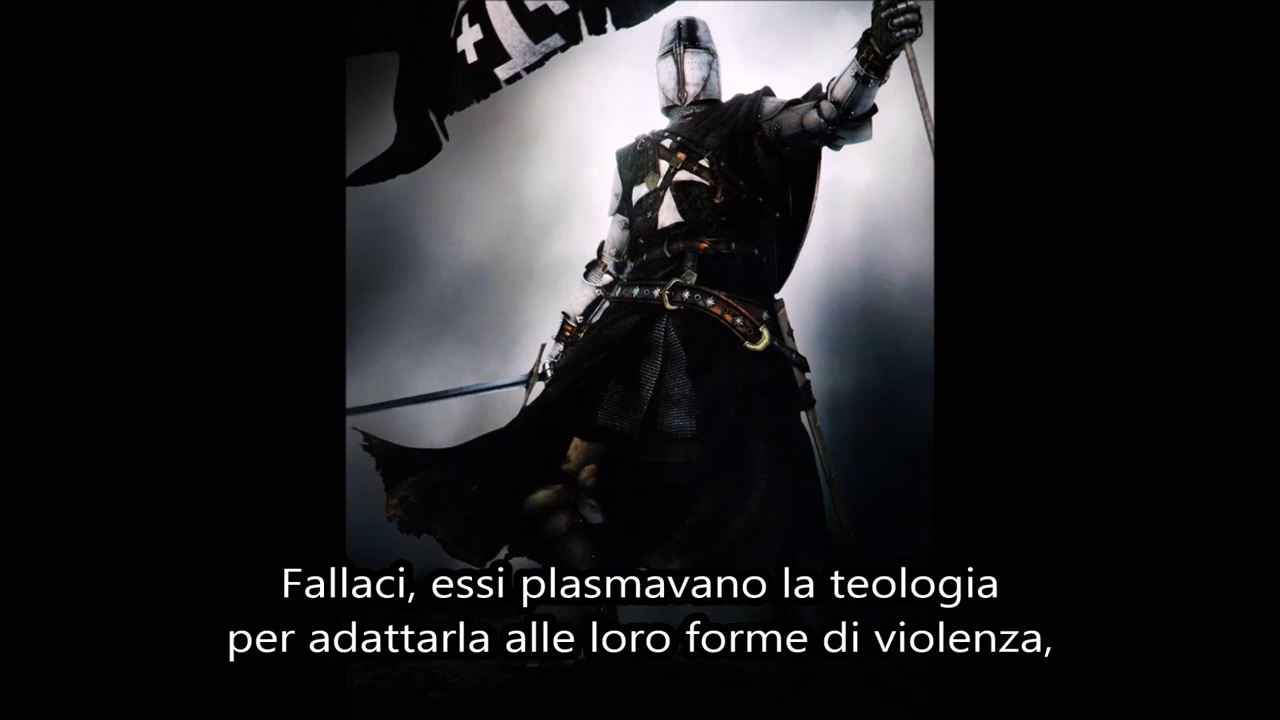 Fallaci, essi plasmavano la teologia
per adattarla alle loro forme di violenza,